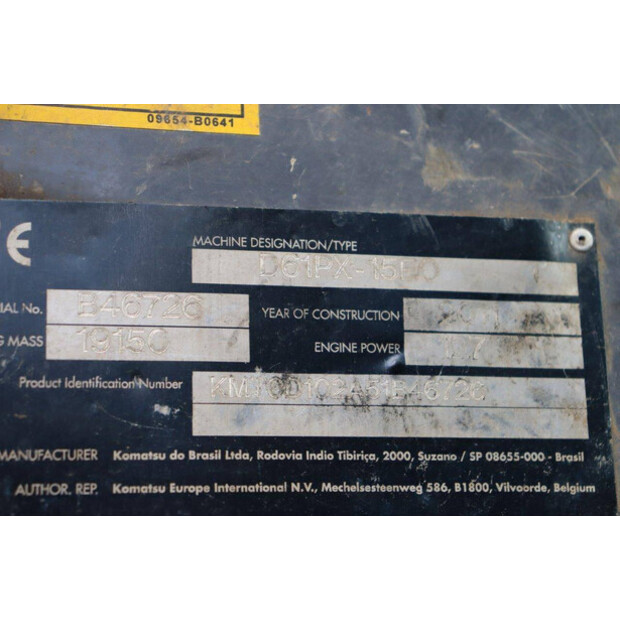 09654-B0641
CE
MACHINE DESIGNATION/TYPE
D61PX-15E0
IAL No. B46726 YEAR OF CONSTRUCTION
G MASS 19150 ENGINE POWER
Product Identification Number
MANUFACTURER Komatsu do Brasil Ltda, Rodovia Indio Tibiriça, 2000, Suzano / SP 08655-000 - Brasil
AUTHOR. REP. Komatsu Europe International N.V., Mechelsesteenweg 586, B1800, Vilvoorde, Belgium